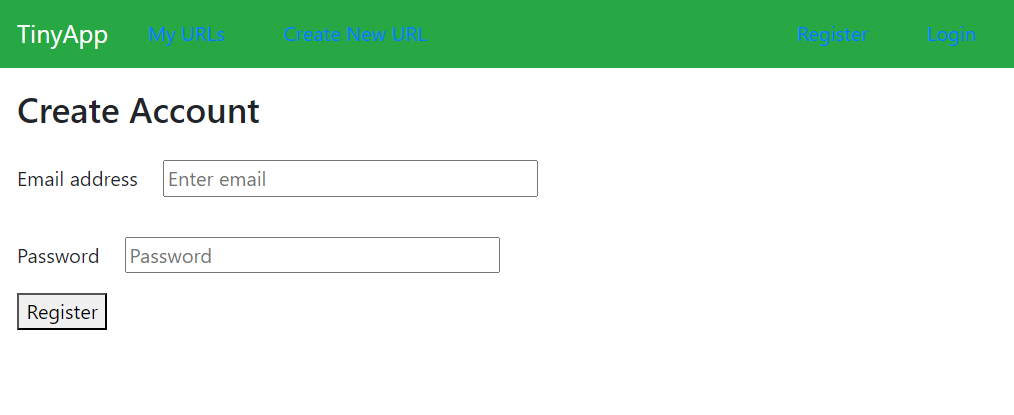 TinyApp My URLs Create New URL Register Login
Create Account
Email address Enter email
Password Password
Register